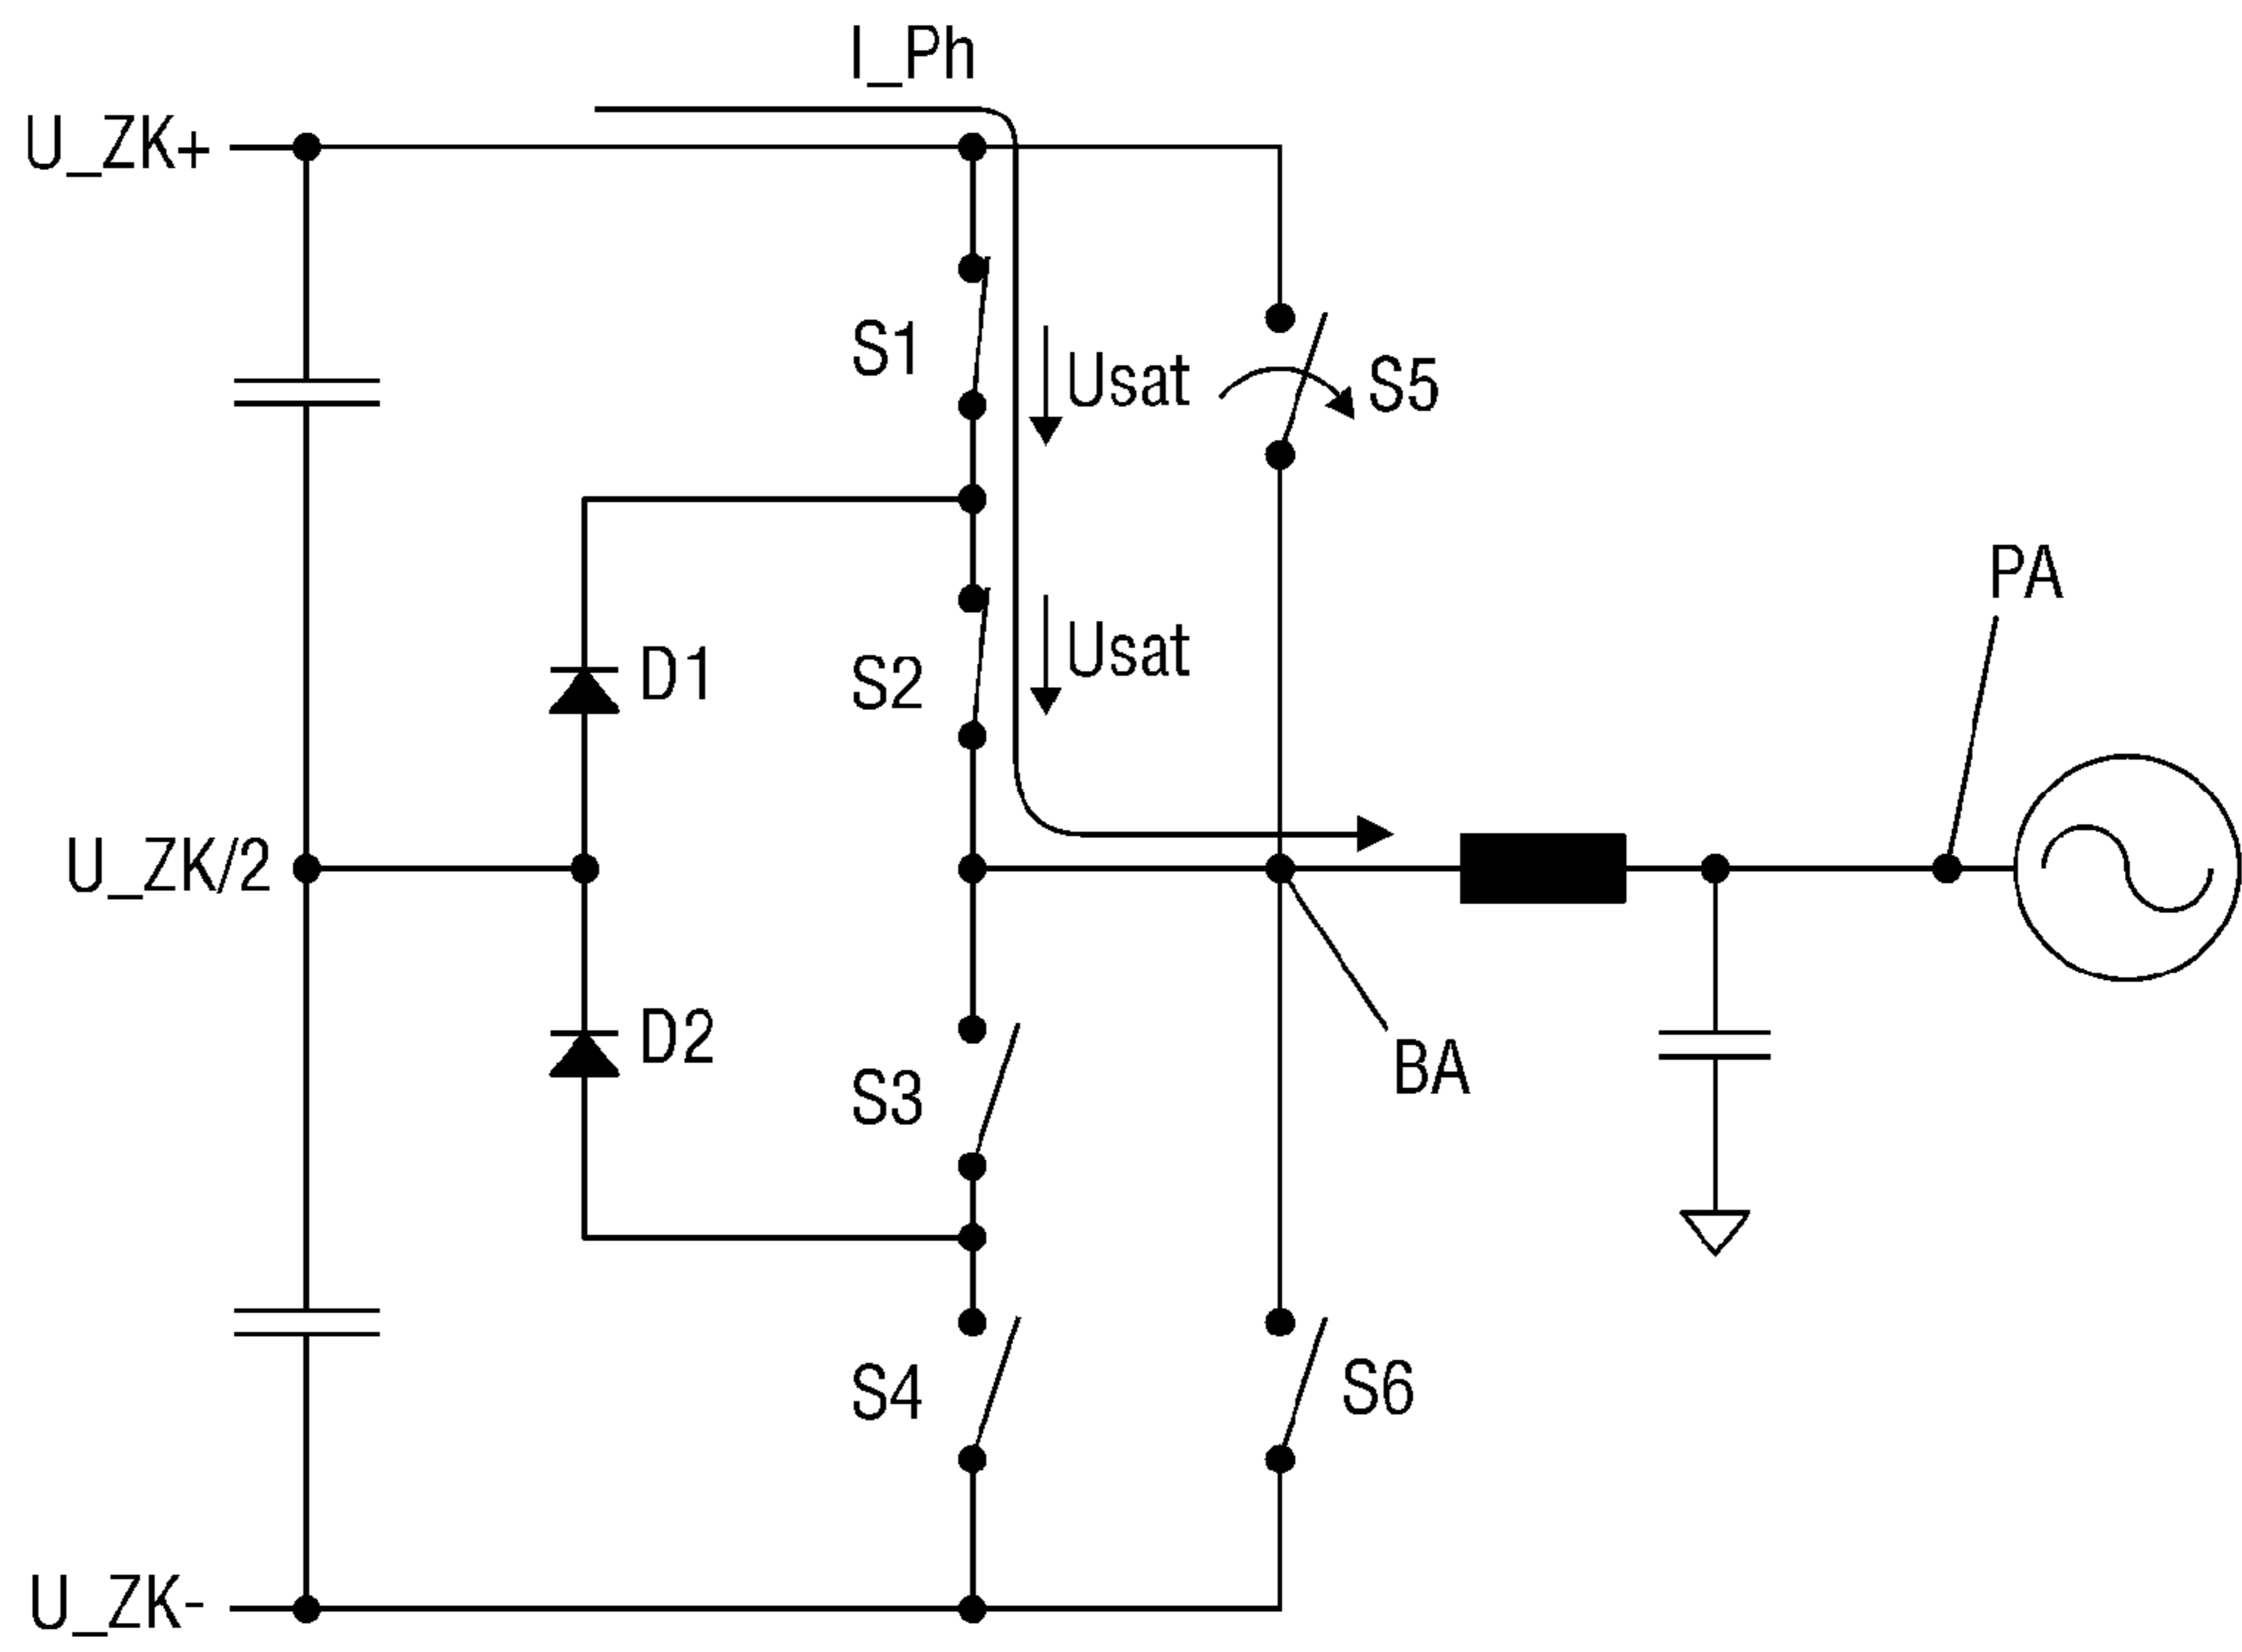 I_Ph
U_ZK+
S1
Usat
S5
PA
D1
S2
Usat
U_ZK/2
D2
S3
BA
S4
S6
U_ZK-